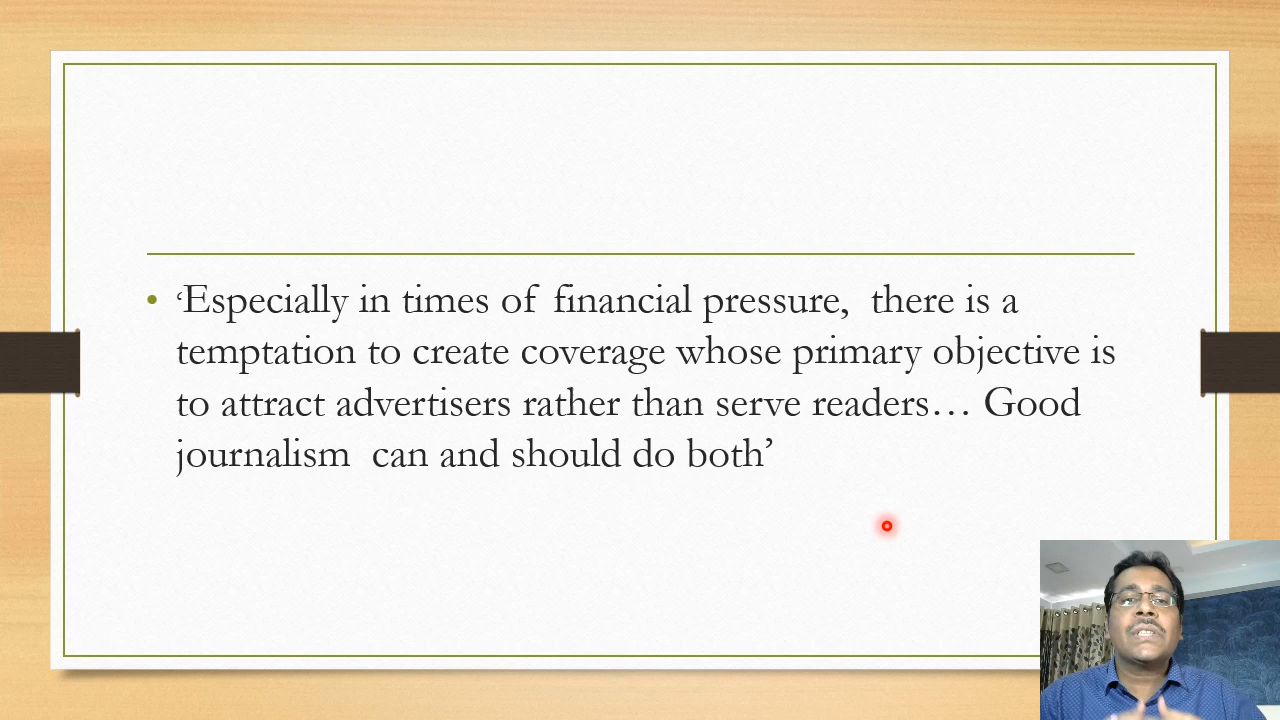 • ‘Especially in times of financial pressure, there is a
temptation to create coverage whose primary objective is
to attract advertisers rather than serve readers… Good
journalism can and should do both’